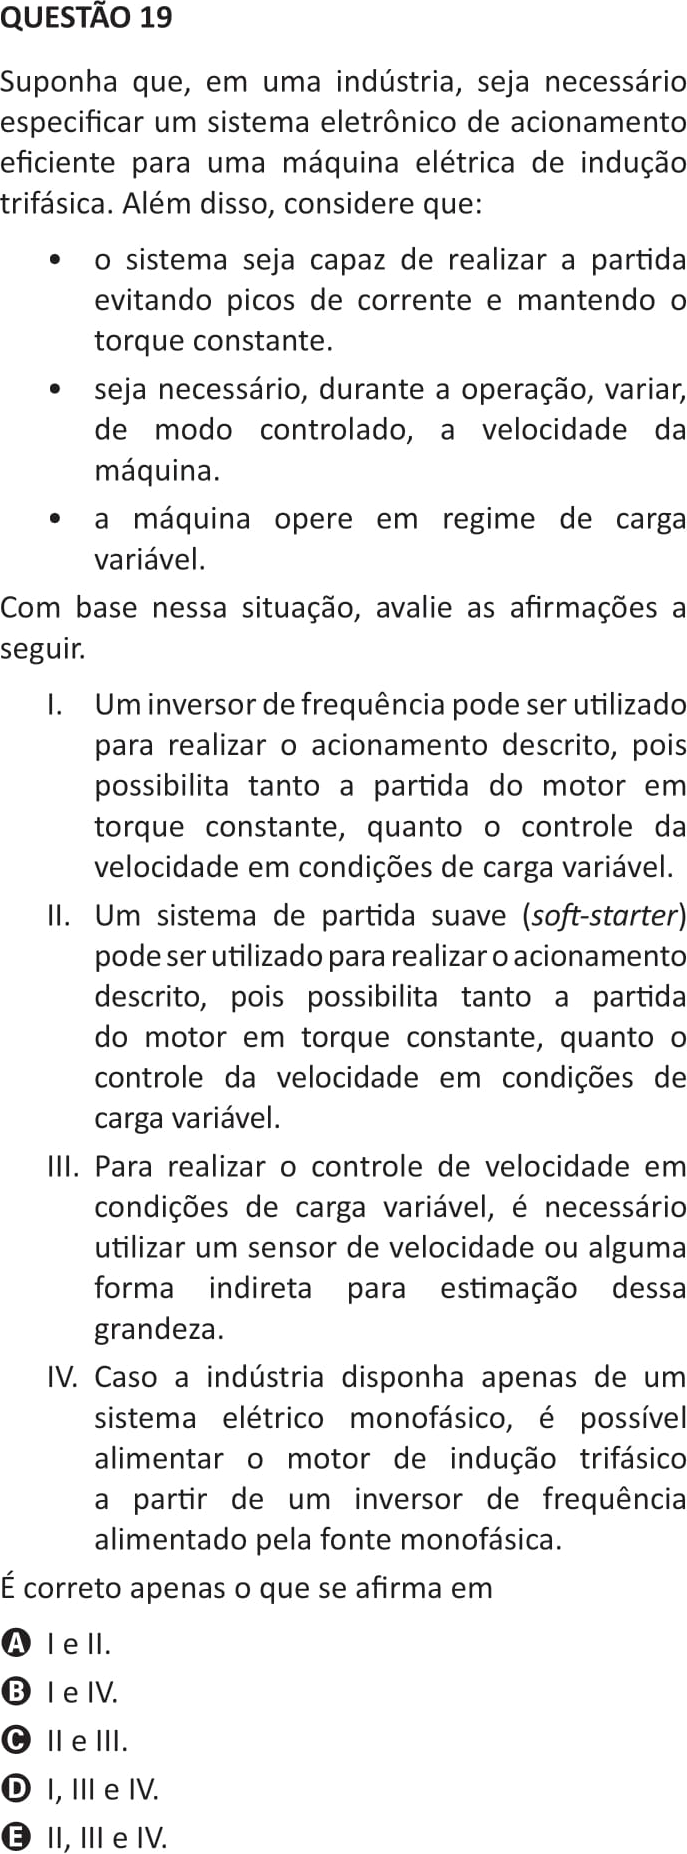 QUESTÃO 19
Suponha que, em uma indústria, seja necessário
especificar um sistema eletrônico de acionamento
eficiente para uma máquina elétrica de indução
trifásica. Além disso, considere que:
• o sistema seja capaz de realizar a partida
evitando picos de corrente e mantendo o
torque constante.
• seja necessário, durante a operação, variar,
de modo controlado, a velocidade da
máquina.
• a máquina opere em regime de carga
variável.
Com base nessa situação, avalie as afirmações a
seguir.
I. Um inversor de frequência pode ser utilizado
para realizar o acionamento descrito, pois
possibilita tanto a partida do motor em
torque constante, quanto o controle da
velocidade em condições de carga variável.
II. Um sistema de partida suave (soft-starter)
pode ser utilizado para realizar o acionamento
descrito, pois possibilita tanto a partida
do motor em torque constante, quanto o
controle da velocidade em condições de
carga variável.
III. Para realizar o controle de velocidade em
condições de carga variável, é necessário
utilizar um sensor de velocidade ou alguma
forma indireta para estimação dessa
grandeza.
IV. Caso a indústria disponha apenas de um
sistema elétrico monofásico, é possível
alimentar o motor de indução trifásico
a partir de um inversor de frequência
alimentado pela fonte monofásica.
É correto apenas o que se afirma em
A I e II.
B I e IV.
C II e III.
D I, III e IV.
E II, III e IV.